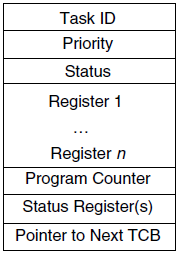 Task ID
Priority
Status
Register 1
…
Register n
Program Counter
Status Register(s)
Pointer to Next TCB